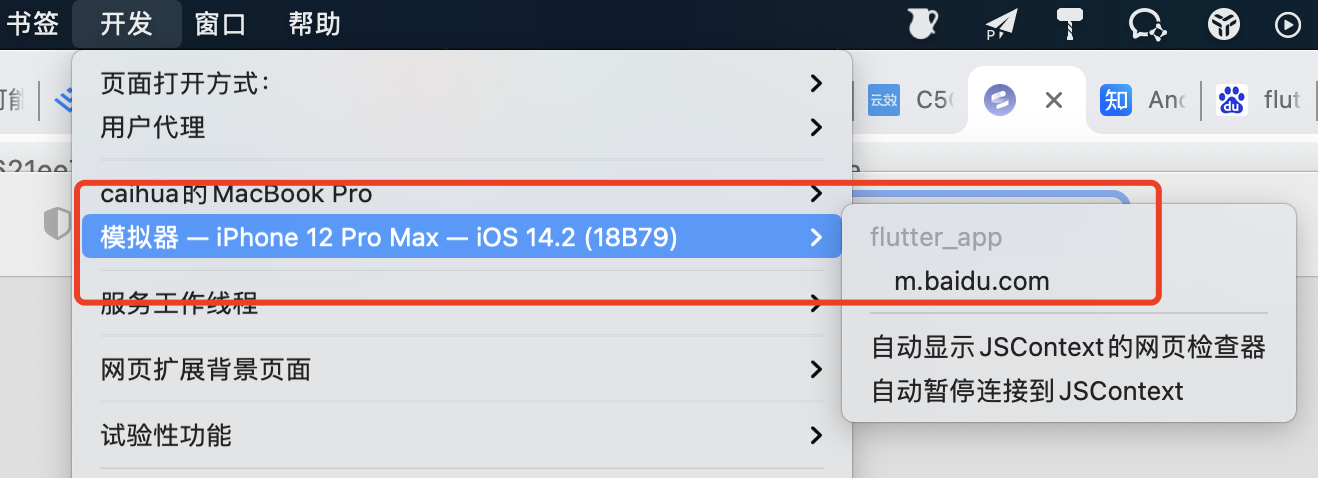 书签 开发 窗口 帮助
页面打开方式：
云效 C5 知 An du flut
用户代理
621ee
caihua的MacBook Pro
模拟器 — iPhone 12 Pro Max — iOS 14.2 (18B79)
flutter_app
m.baidu.com
服务工作线程
自动显示JSContext的网页检查器
网页扩展背景页面
自动暂停连接到JSContext
试验性功能